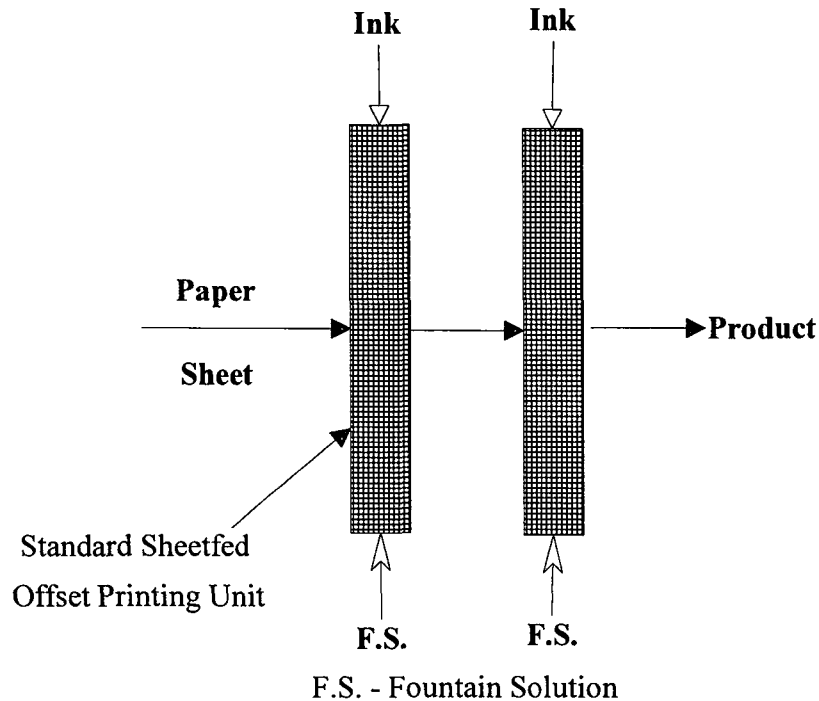 Ink
Ink
Paper
Product
Sheet
Standard Sheetfed
Offset Printing Unit
F.S.
F.S.
F.S. - Fountain Solution